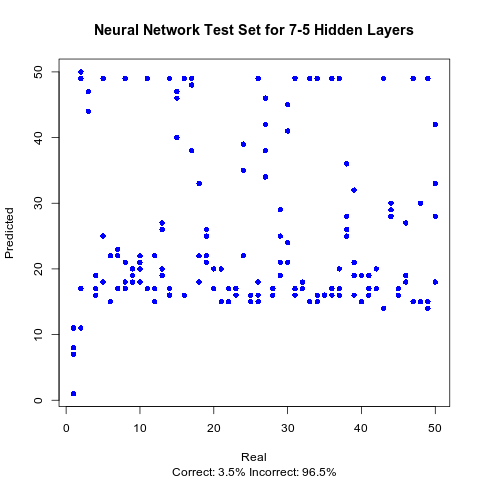 Neural Network Test Set for 7-5 Hidden Layers
50
40
30
20
10
0
Predicted
0 10 20 30 40 50
Real
Correct: 3.5% Incorrect: 96.5%